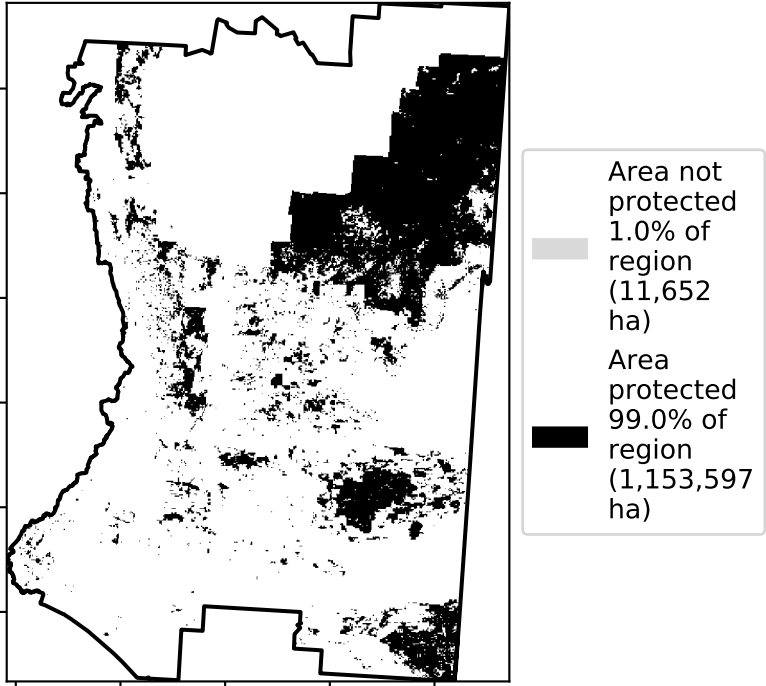 Area not
protected
1.0% of
region
(11,652
ha)
Area
protected
99.0% of
region
(1,153,597
ha)